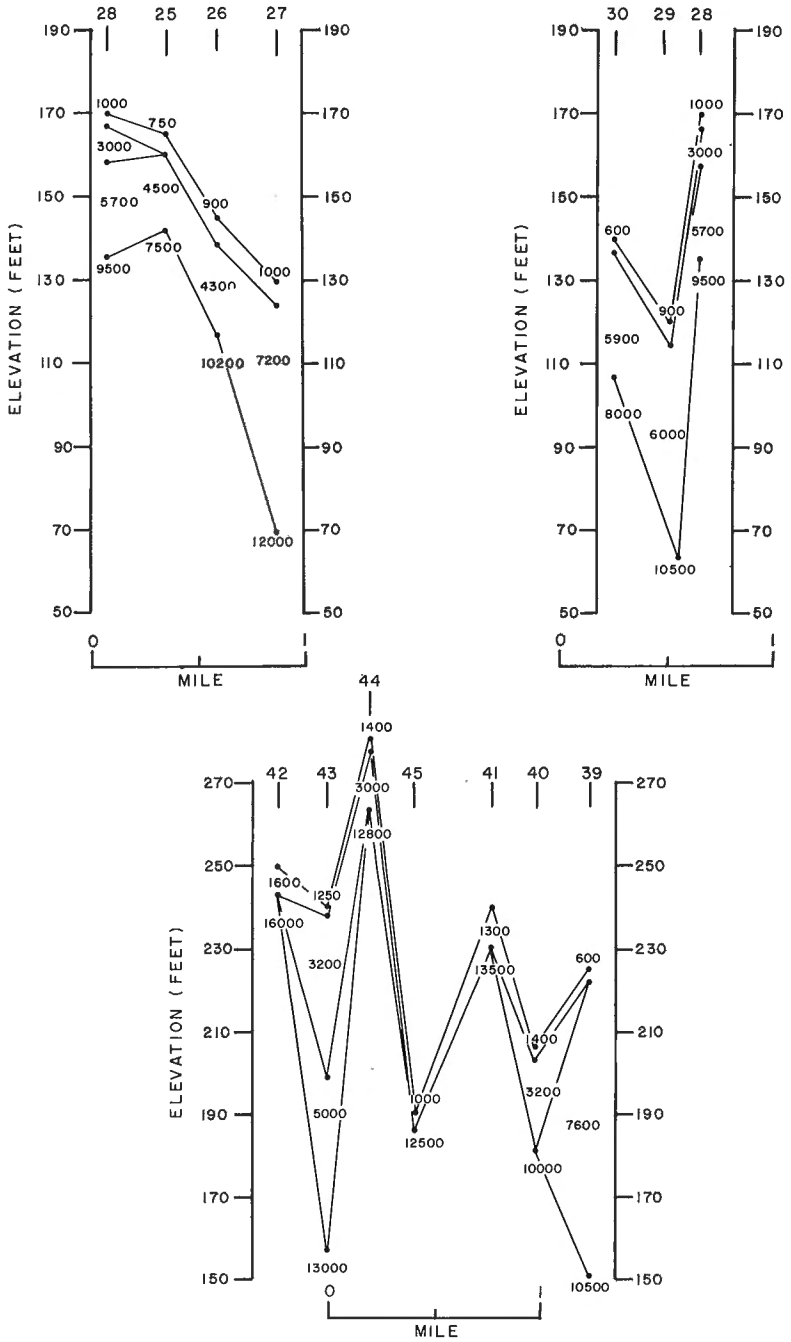 28 25 26 27
190 190
1000
170 750 170
3000
4500
150 5700 900 150
7500
9500
130 4300 1000 130
110 10200 7200 110
90 90
70 70
12000
50 50
ELEVATION (FEET)
0 1
MILE
30 29 28
190 190
1000
170 170
3000
150 150
600 5700
130 9500 130
900
5900
110 110
8000
90 6000 90
70 70
10500
50 50
ELEVATION (FEET)
0 1
MILE
44
1400
42 43 45 41 40 39
270 270
3000
12800
250 250
1600 1250
16000 1300
230 600 230
3200 13500
210 210
1400
1000 3200
190 5000 7600 190
12500
10000
170 170
13000
150 10500 150
ELEVATION (FEET)
0 1
MILE